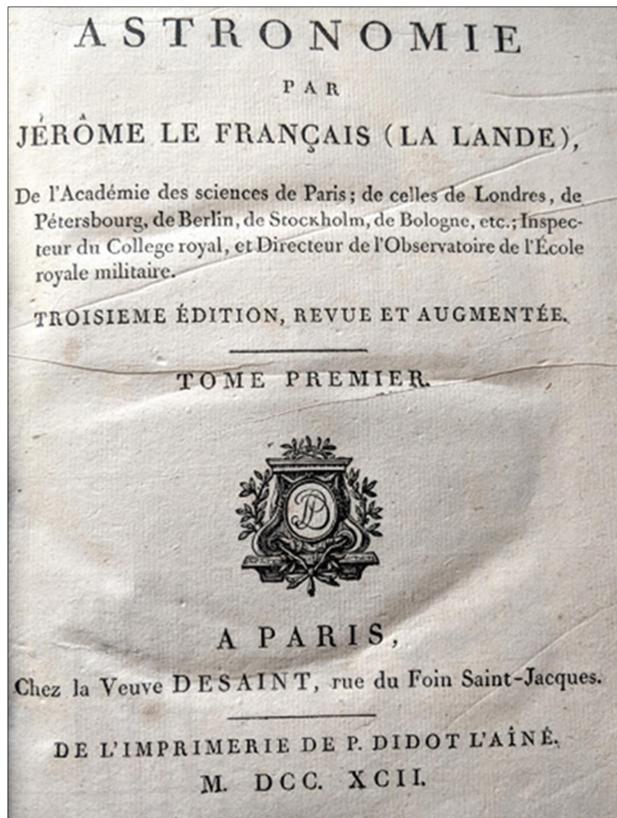 ASTRONOMIE
PAR
JÉRÔME LE FRANÇAIS (LA LANDE),
De l'Académie des sciences de Paris; de celles de Londres, de
Pétersbourg, de Berlin, de Stockholm, de Bologne, etc.; Inspec-
teur du College royal, et Directeur de l'Observatoire de l'École
royale militaire.
TROISIEME ÉDITION, REVUE ET AUGMENTÉE.
TOME PREMIER.
A PARIS,
Chez la Veuve DESAINT, rue du Foin Saint-Jacques.
DE L'IMPRIMERIE DE P. DIDOT L'AÎNÉ.
M. DCC. XCII.